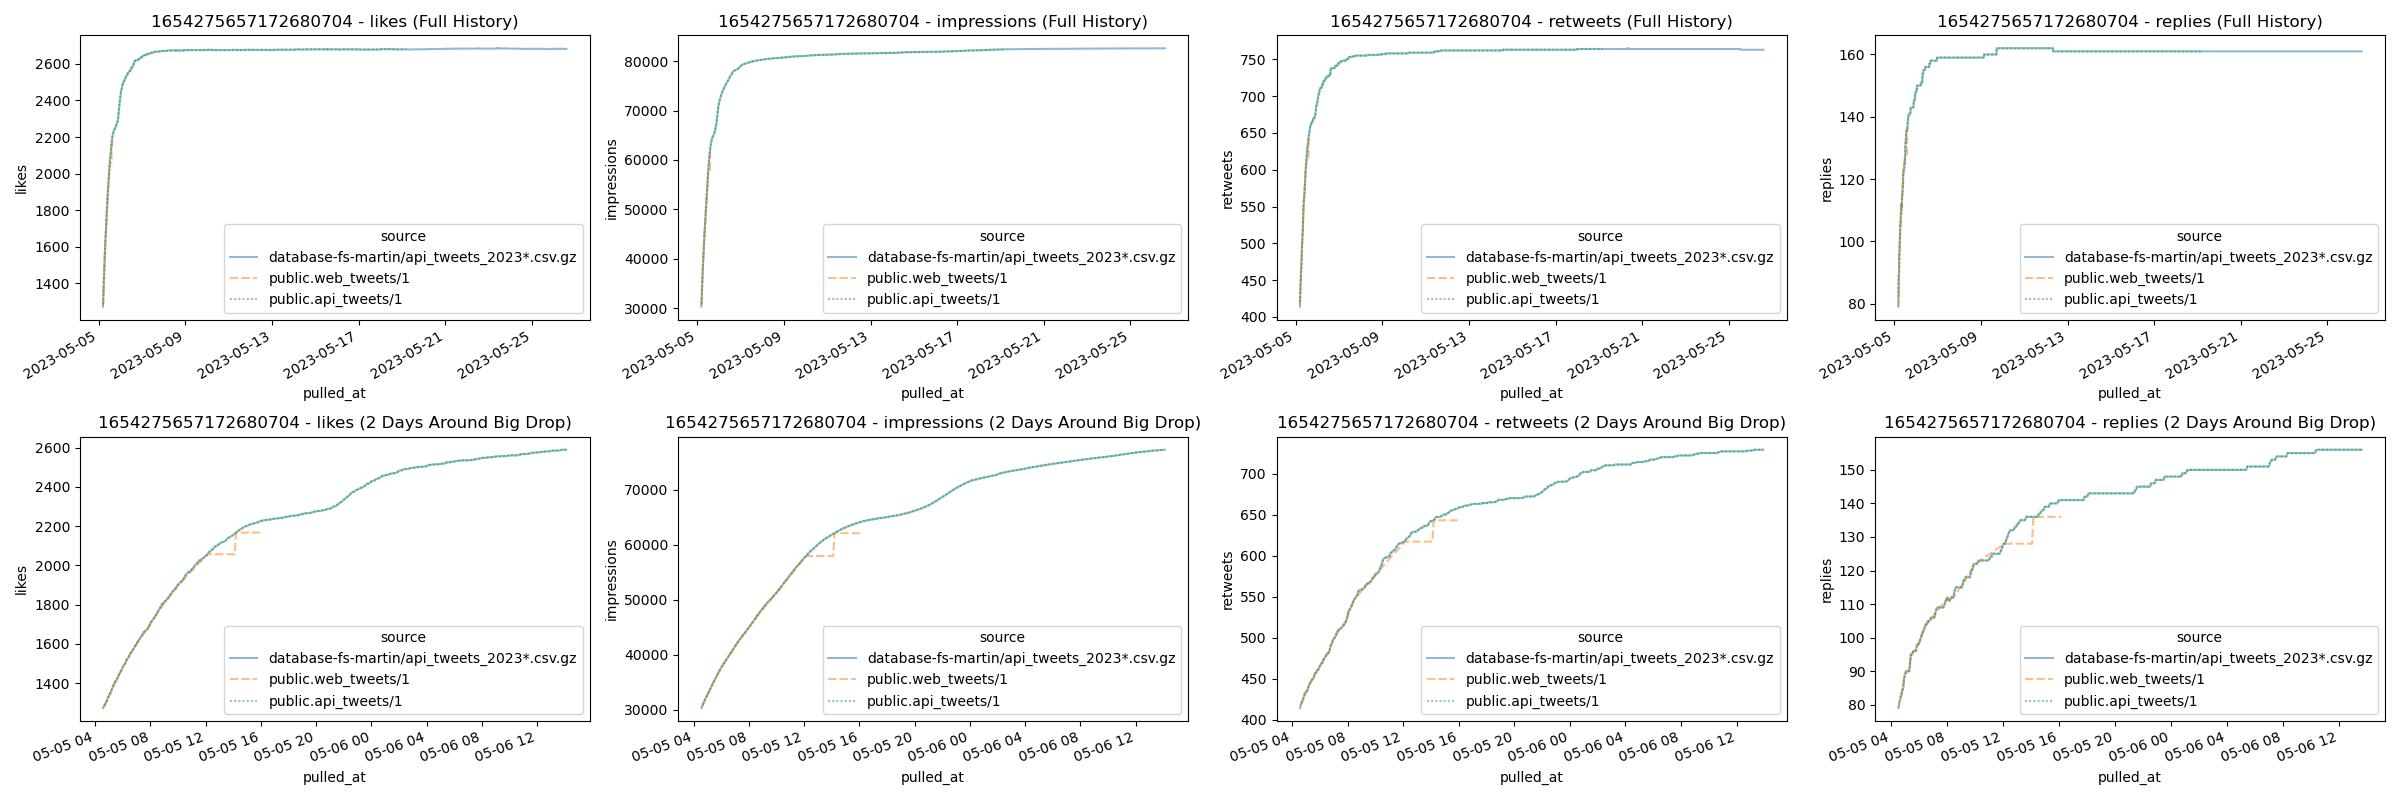 1654275657172680704 - likes (Full History)
2600
2400
2200
2000
1800
1600
1400
likes
source
database-fs-martin/api_tweets_2023*.csv.gz
public.web_tweets/1
public.api_tweets/1
2023-05-05
2023-05-09
2023-05-13
2023-05-17
2023-05-21
2023-05-25
pulled_at
1654275657172680704 - impressions (Full History)
80000
70000
60000
50000
40000
30000
impressions
source
database-fs-martin/api_tweets_2023*.csv.gz
public.web_tweets/1
public.api_tweets/1
2023-05-05
2023-05-09
2023-05-13
2023-05-17
2023-05-21
2023-05-25
pulled_at
1654275657172680704 - retweets (Full History)
750
700
650
600
550
500
450
400
retweets
source
database-fs-martin/api_tweets_2023*.csv.gz
public.web_tweets/1
public.api_tweets/1
2023-05-05
2023-05-09
2023-05-13
2023-05-17
2023-05-21
2023-05-25
pulled_at
1654275657172680704 - replies (Full History)
160
140
120
100
80
replies
source
database-fs-martin/api_tweets_2023*.csv.gz
public.web_tweets/1
public.api_tweets/1
2023-05-05
2023-05-09
2023-05-13
2023-05-17
2023-05-21
2023-05-25
pulled_at
1654275657172680704 - likes (2 Days Around Big Drop)
2600
2400
2200
2000
1800
1600
1400
likes
source
database-fs-martin/api_tweets_2023*.csv.gz
public.web_tweets/1
public.api_tweets/1
05-05 04
05-05 08
05-05 12
05-05 16
05-05 20
05-06 00
05-06 04
05-06 08
05-06 12
pulled_at
1654275657172680704 - impressions (2 Days Around Big Drop)
70000
60000
50000
40000
30000
impressions
source
database-fs-martin/api_tweets_2023*.csv.gz
public.web_tweets/1
public.api_tweets/1
05-05 04
05-05 08
05-05 12
05-05 16
05-05 20
05-06 00
05-06 04
05-06 08
05-06 12
pulled_at
1654275657172680704 - retweets (2 Days Around Big Drop)
700
650
600
550
500
450
400
retweets
source
database-fs-martin/api_tweets_2023*.csv.gz
public.web_tweets/1
public.api_tweets/1
05-05 04
05-05 08
05-05 12
05-05 16
05-05 20
05-06 00
05-06 04
05-06 08
05-06 12
pulled_at
1654275657172680704 - replies (2 Days Around Big Drop)
150
140
130
120
110
100
90
80
replies
source
database-fs-martin/api_tweets_2023*.csv.gz
public.web_tweets/1
public.api_tweets/1
05-05 04
05-05 08
05-05 12
05-05 16
05-05 20
05-06 00
05-06 04
05-06 08
05-06 12
pulled_at